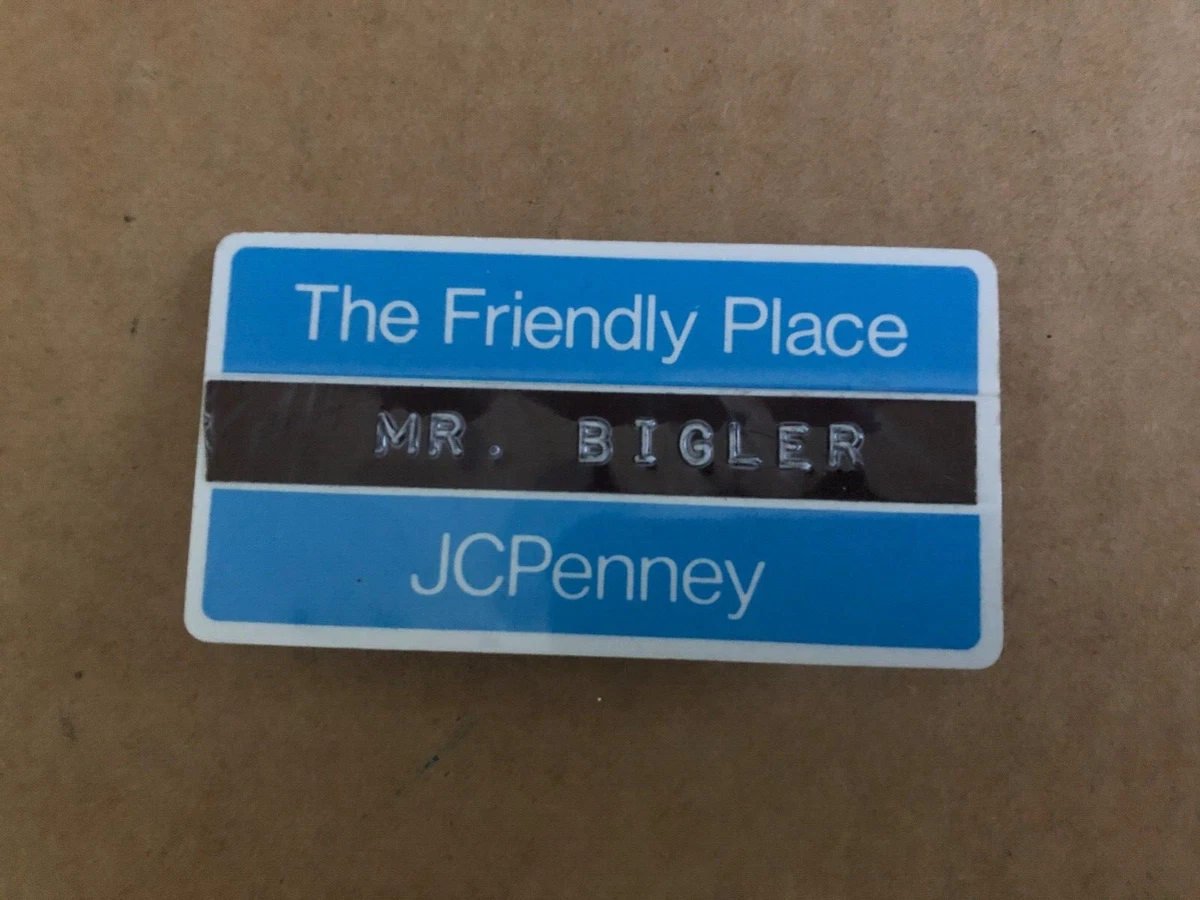 The Friendly Place
MR. BIGLER
JCPenney